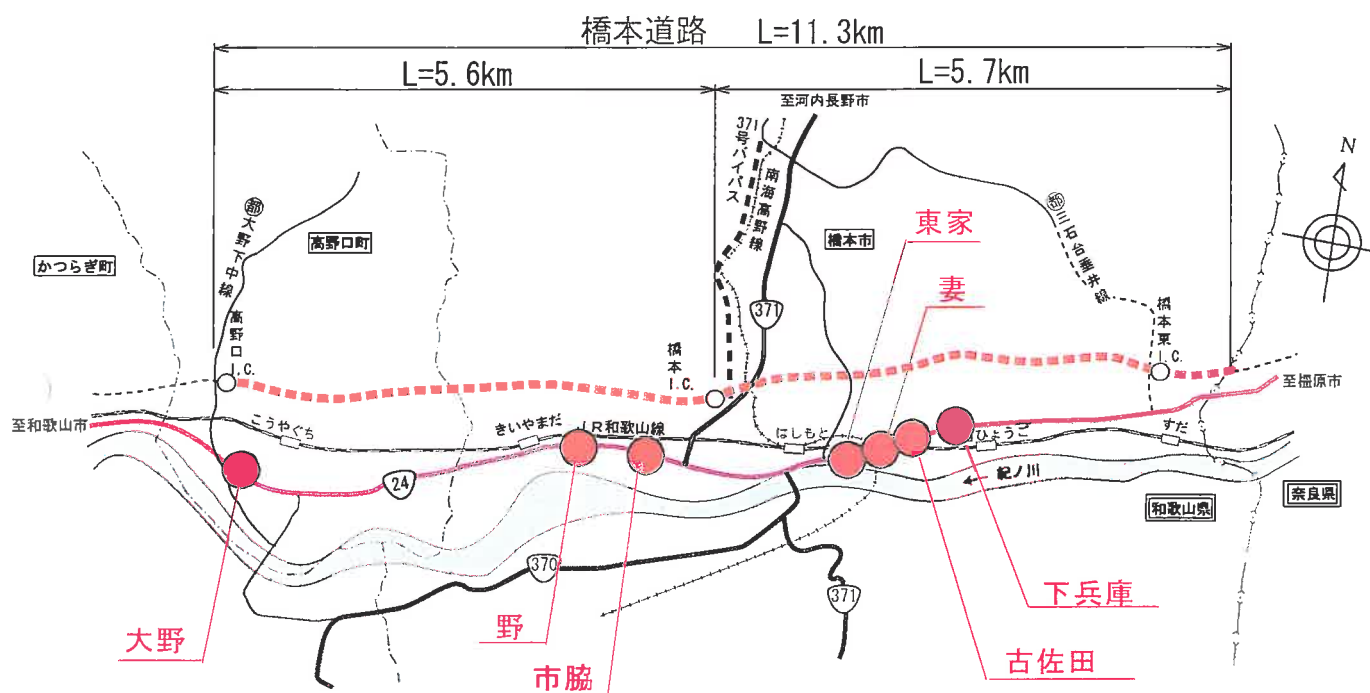 橋本道路 L=11.3km
L=5.6km
L=5.7km
至河内長野市
371号バイパス
南海高野線
N
都大野下中線
高野口町
かつらぎ町
橋本市
東家
都三石台垂井線
妻
371
高野口I.C.
橋本I.C.
橋本東I.C.
至橿原市
至和歌山市
こうやぐち
きいやまだ
JR和歌山線
はしもと
ひょうご
すだ
24
紀ノ川
和歌山県
奈良県
370
371
大野
野
市脇
古佐田
下兵庫